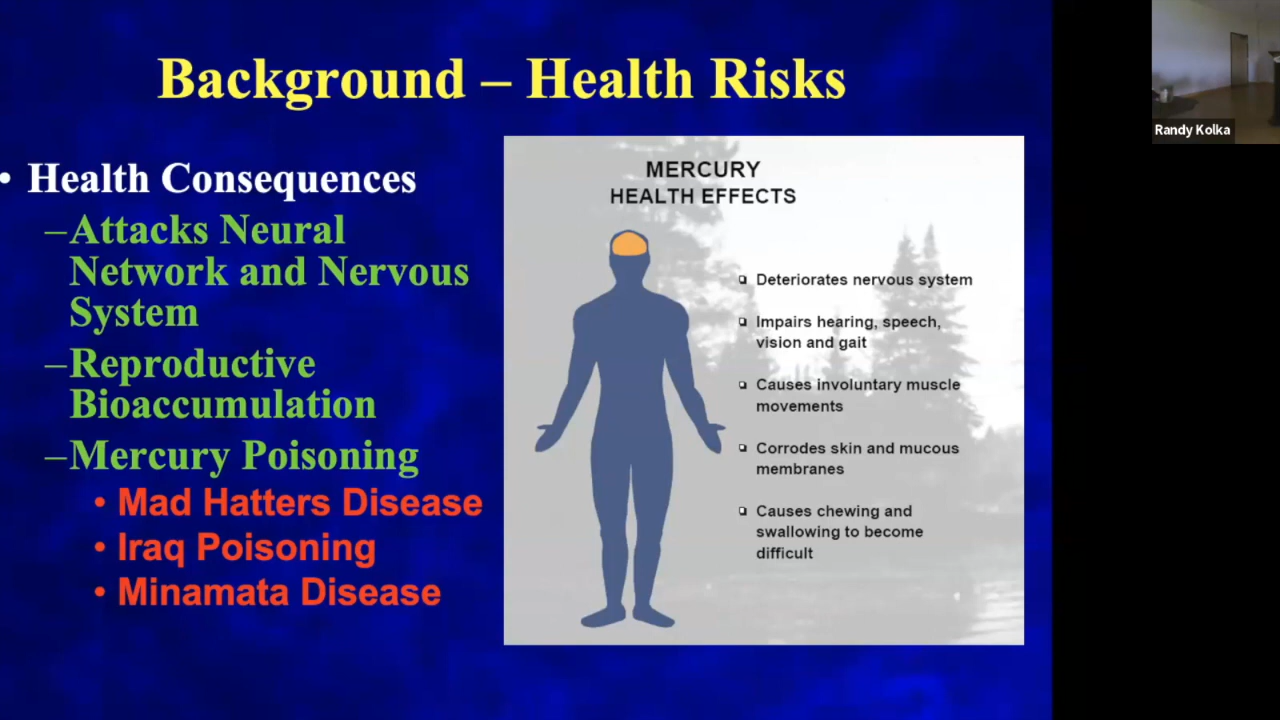 Background – Health Risks
• Health Consequences
–Attacks Neural
Network and Nervous
System
–Reproductive
Bioaccumulation
–Mercury Poisoning
• Mad Hatters Disease
• Iraq Poisoning
• Minamata Disease
MERCURY
HEALTH EFFECTS
❑ Deteriorates nervous system
❑ Impairs hearing, speech,
vision and gait
❑ Causes involuntary muscle
movements
❑ Corrodes skin and mucous
membranes
❑ Causes chewing and
swallowing to become
difficult
Randy Kolka